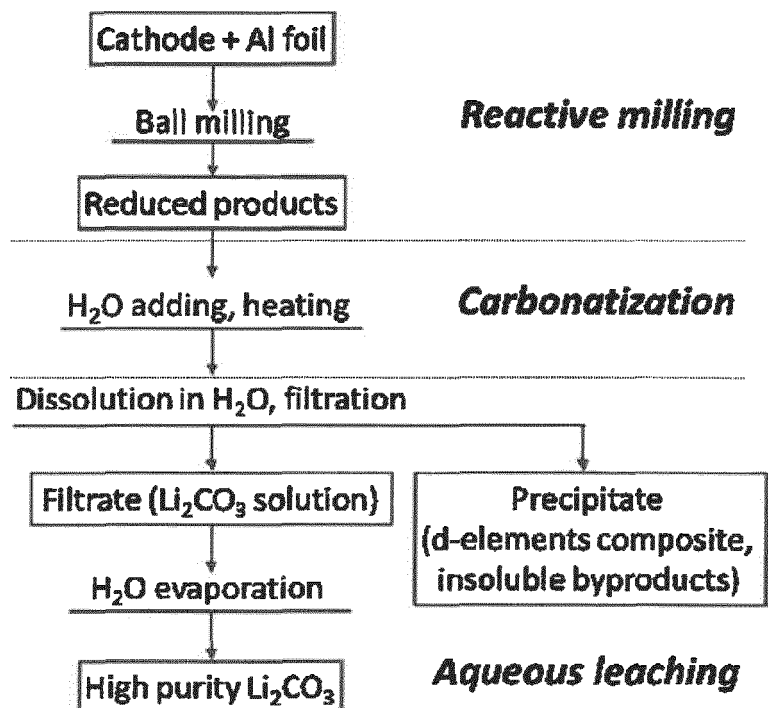 Cathode + Al foil
Ball milling
Reactive milling
Reduced products
H₂O adding, heating
Carbonatization
Dissolution in H₂O, filtration
Filtrate (Li₂CO₃ solution)
Precipitate
(d-elements composite,
insoluble byproducts)
H₂O evaporation
Aqueous leaching
High purity Li₂CO₃